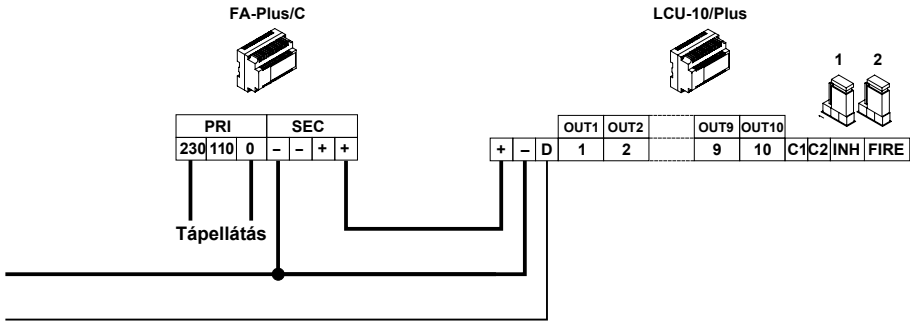 FA-Plus/C
LCU-10/Plus
1 2
PRI SEC
230 110 0 – – + +
OUT1 OUT2 OUT9 OUT10
+ – D 1 2 9 10 C1 C2 INH FIRE
Tápellátás